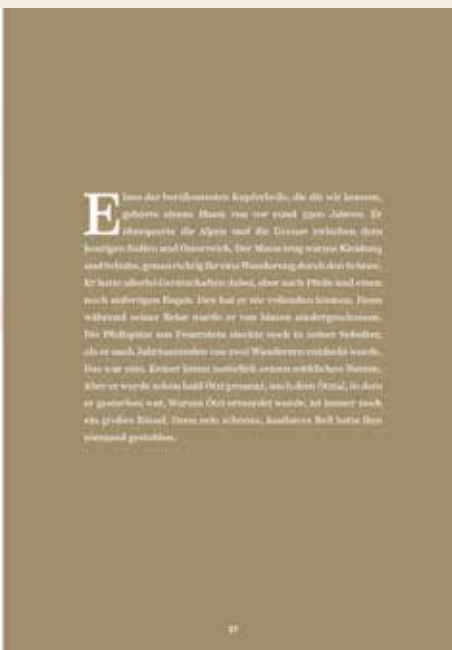 Eines der berühmtesten Kupferbeile, die wir kennen,
gehörte einem Mann von vor rund Jahren. Er
überquerte die Alpen und die Grenze zwischen dem
heutigen Italien und Österreich. Der Mann trug warme Kleidung
und Schuhe, genau richtig für eine Wanderung durch den Schnee.
Er hatte allerlei Gerätschaften dabei, aber auch Pfeile und einen
noch unfertigen Bogen. Den hat er nie vollenden können. Denn
während seiner Reise wurde er von hinten niedergeschossen.
Die Pfeilspitze aus Feuerstein steckte noch in seiner Schulter,
als er nach Jahrtausenden von zwei Wanderern entdeckt wurde.
Das war 1991. Keiner kennt natürlich seinen wirklichen Namen.
Aber er wurde schon bald Ötzi genannt, nach dem Ötztal, in dem
er gestorben war. Warum Ötzi ermordet wurde, ist immer noch
ein großes Rätsel. Denn sein schönes, kostbares Beil hatte ihm
niemand gestohlen.